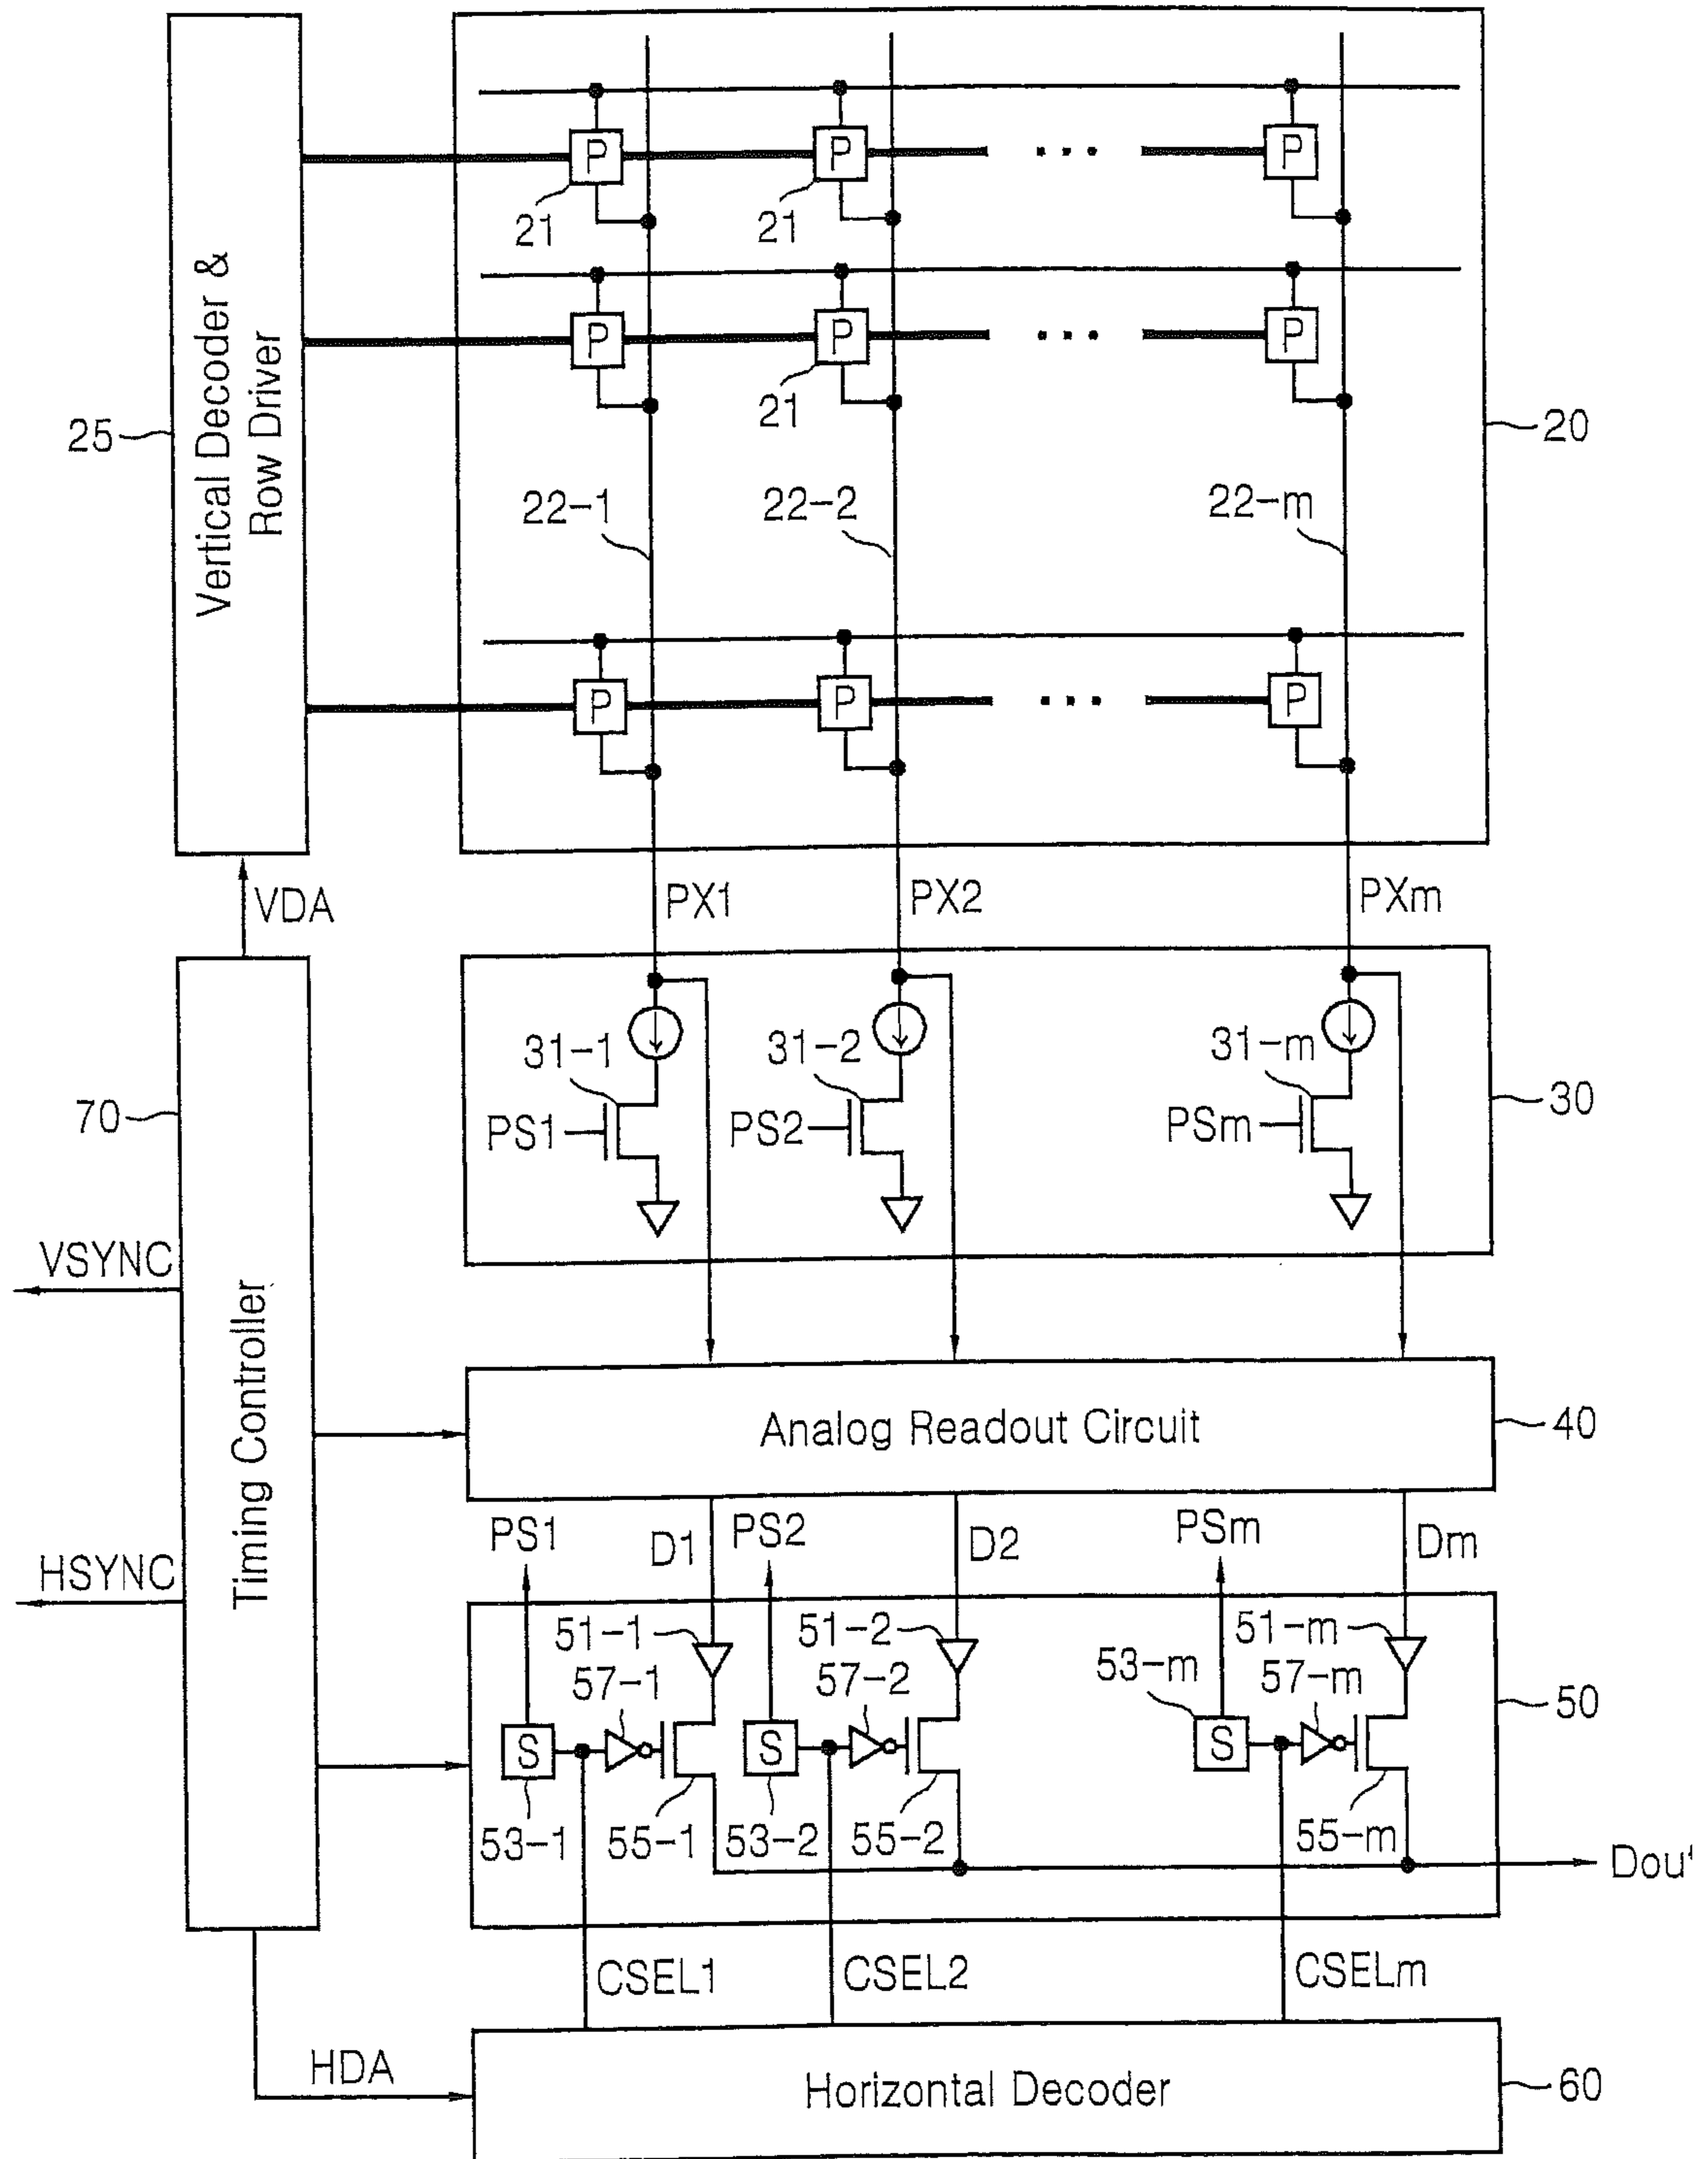 P P P
21 21
P P P
21
Vertical Decoder &
Row Driver
25
20
22-1 22-2 22-m
P P P
VDA
PX1 PX2 PXm
31-1 31-2 31-m
70
30
PS1 PS2 PSm
VSYNC
Timing Controller
Analog Readout Circuit
40
PS1 D1 PS2 D2 PSm Dm
HSYNC
51-1 51-2 51-m
57-1 57-2 53-m 57-m
50
S S S
53-1 55-1 53-2 55-2 55-m
Dou
CSEL1 CSEL2 CSELm
HDA
Horizontal Decoder
60